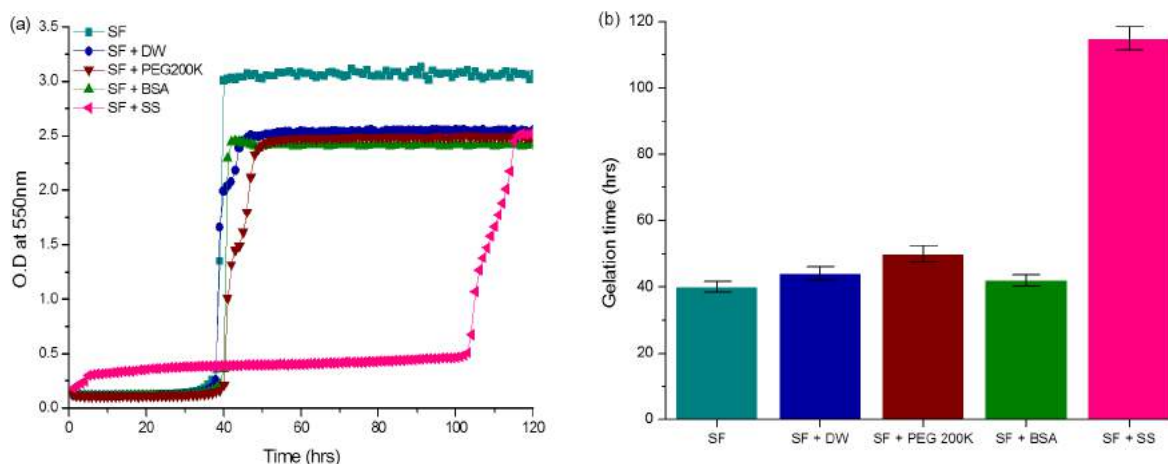 (a)
SF
SF + DW
SF + PEG200K
SF + BSA
SF + SS
O.D at 550nm
3.5
3.0
2.5
2.0
1.5
1.0
0.5
0.0
0 20 40 60 80 100 120
Time (hrs)
(b)
Gelation time (hrs)
120
100
80
60
40
20
0
SF SF + DW SF + PEG 200K SF + BSA SF + SS